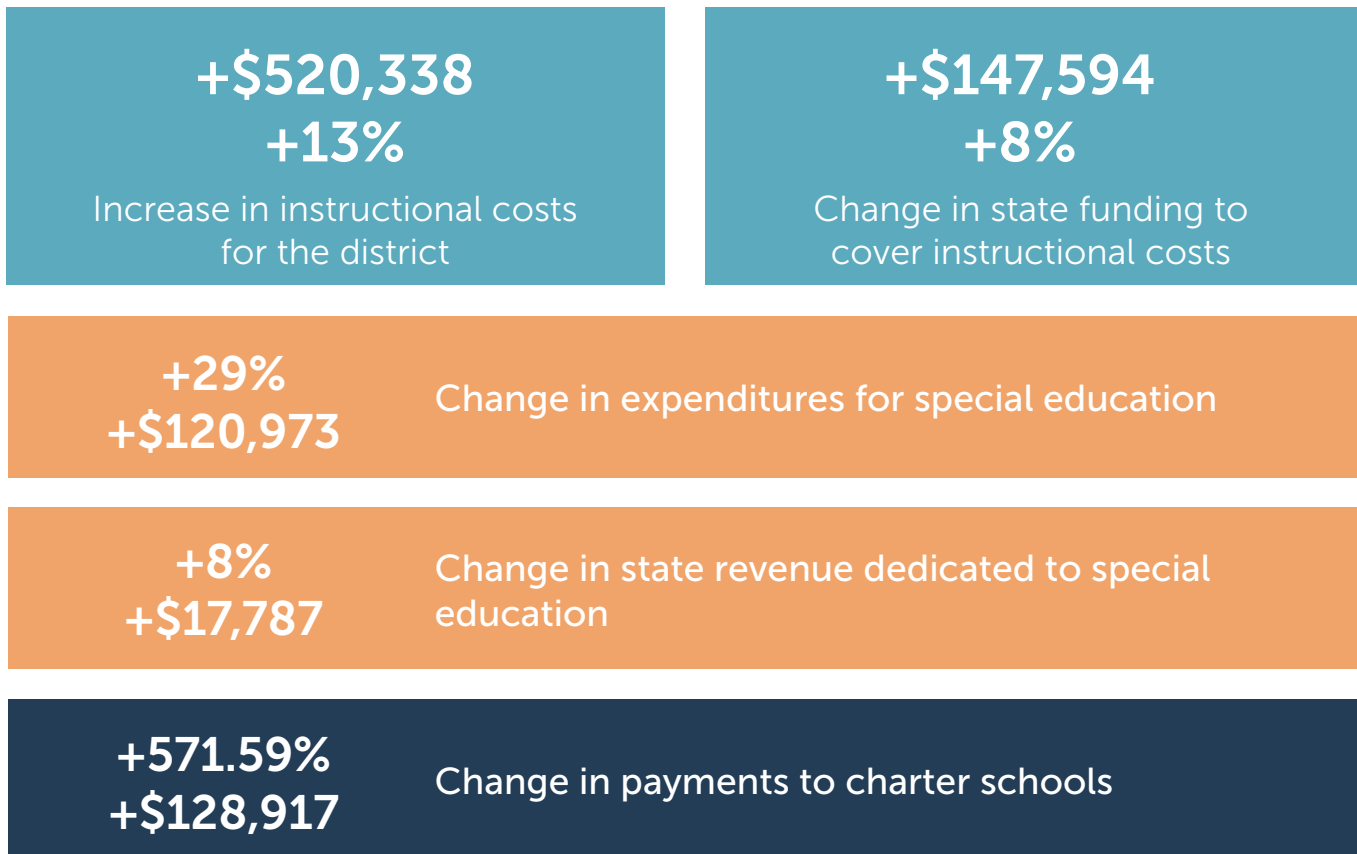 +$520,338
+13%
Increase in instructional costs
for the district
+$147,594
+8%
Change in state funding to
cover instructional costs
+29%
+$120,973
Change in expenditures for special education
+8%
+$17,787
Change in state revenue dedicated to special
education
+571.59%
+$128,917
Change in payments to charter schools